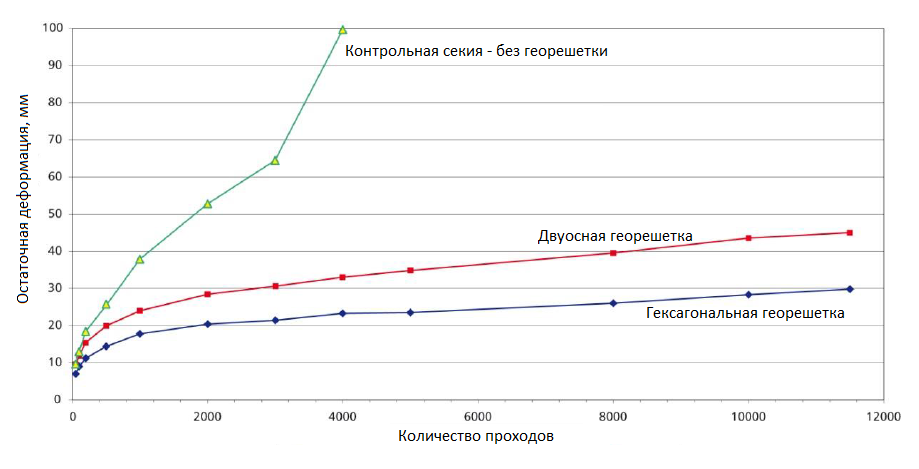 100
Контрольная секия - без георешетки
90
80
70
60
50
Двуосная георешетка
40
30
Гексагональная георешетка
20
10
0
0 2000 4000 6000 8000 10000 12000
Количество проходов
Остаточная деформация, мм